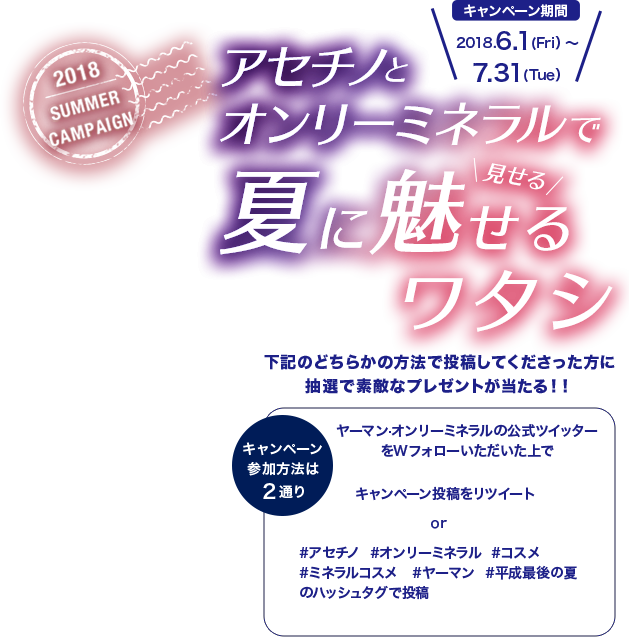 キャンペーン期間
2018.6.1(Fri)～
7.31(Tue)
2018
SUMMER
CAMPAIGN
アセチノと
オンリーミネラルで
夏に魅せる
\見せる/
ワタシ
下記のどちらかの方法で投稿してくださった方に
抽選で素敵なプレゼントが当たる！！
キャンペーン
参加方法は
2通り
ヤーマン·オンリーミネラルの公式ツイッター
をWフォローいただいた上で
キャンペーン投稿をリツイート
or
#アセチノ #オンリーミネラル #コスメ
#ミネラルコスメ #ヤーマン #平成最後の夏
のハッシュタグで投稿